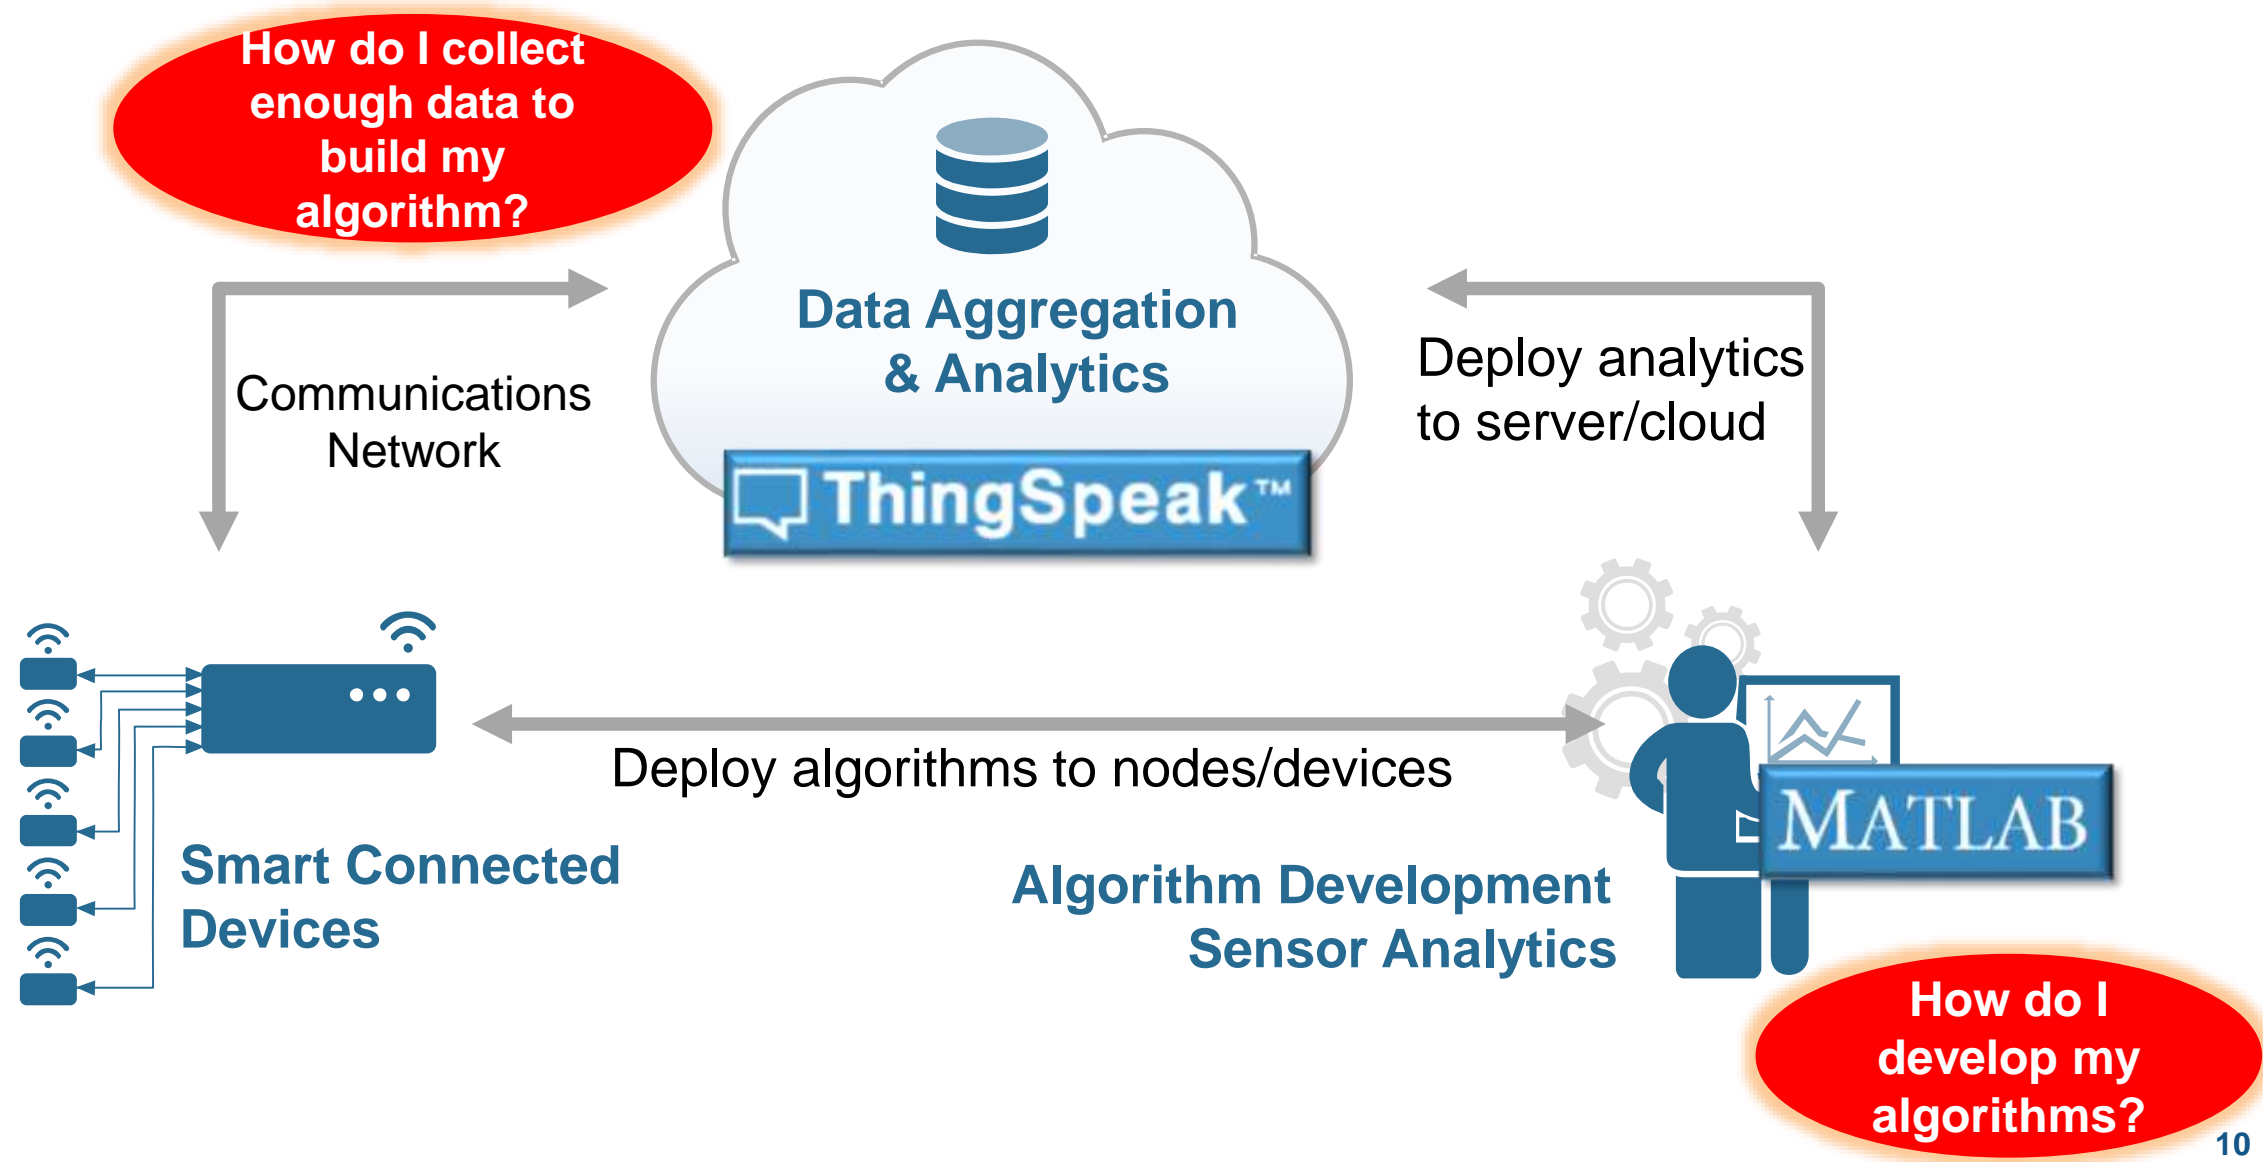 How do I collect
enough data to
build my
algorithm?
Data Aggregation
& Analytics
ThingSpeak™
Communications
Network
Deploy analytics
to server/cloud
Deploy algorithms to nodes/devices
Smart Connected
Devices
Algorithm Development
Sensor Analytics
MATLAB
How do I
develop my
algorithms?
10